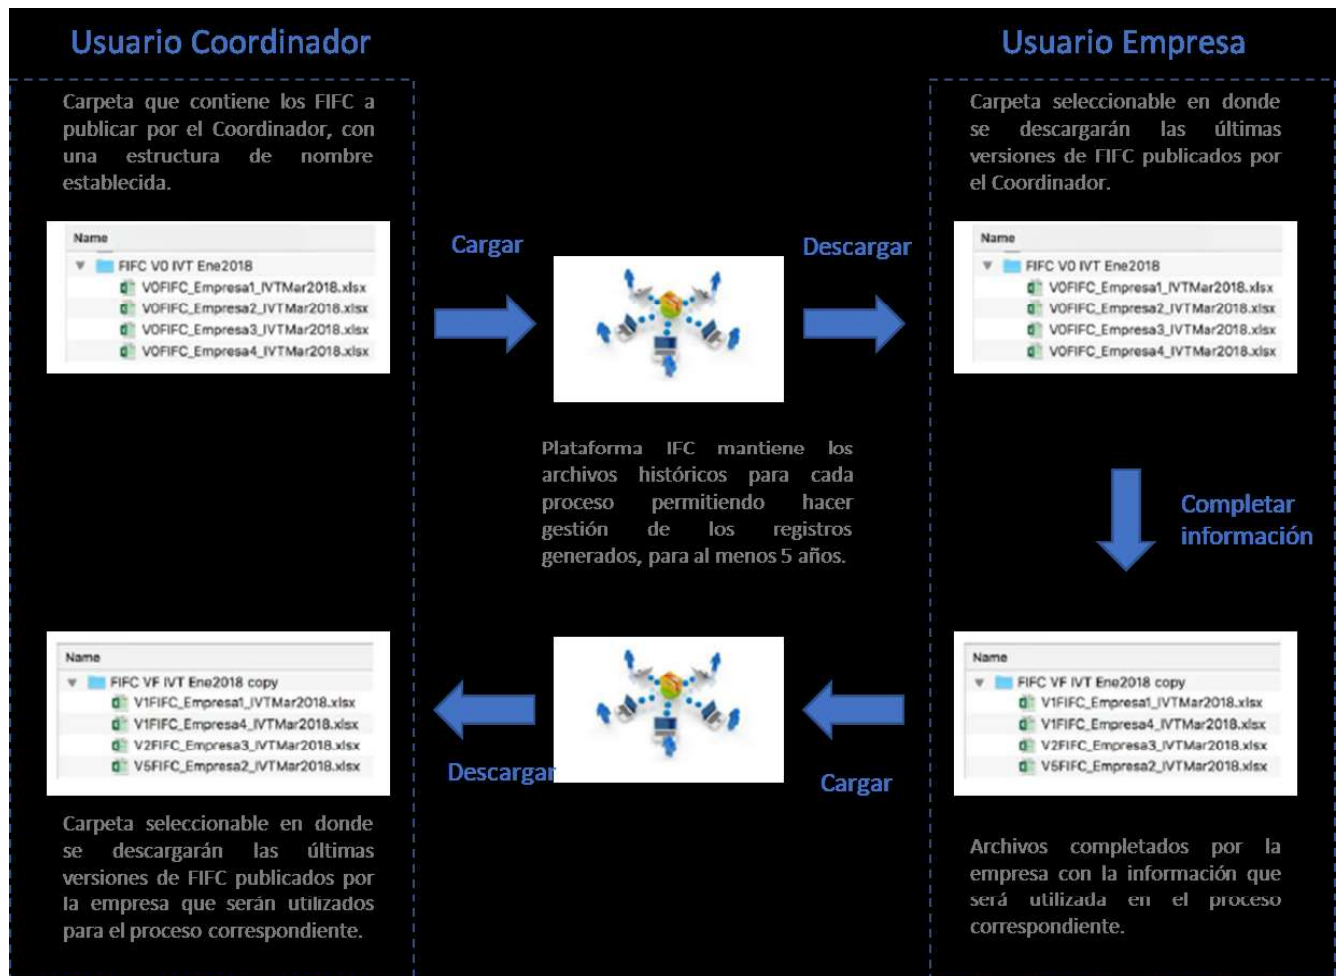 Usuario Coordinador
Carpeta que contiene los FIFC a
publicar por el Coordinador, con
una estructura de nombre
establecida.
Name
FIFC V0 IVT Ene2018
V0FIFC_Empresa1_IVTMar2018.xlsx
V0FIFC_Empresa2_IVTMar2018.xlsx
V0FIFC_Empresa3_IVTMar2018.xlsx
V0FIFC_Empresa4_IVTMar2018.xlsx
Cargar
Descargar
Usuario Empresa
Carpeta seleccionable en donde
se descargarán las últimas
versiones de FIFC publicados por
el Coordinador.
Name
FIFC V0 IVT Ene2018
V0FIFC_Empresa1_IVTMar2018.xlsx
V0FIFC_Empresa2_IVTMar2018.xlsx
V0FIFC_Empresa3_IVTMar2018.xlsx
V0FIFC_Empresa4_IVTMar2018.xlsx
Plataforma IFC mantiene los
archivos históricos para cada
proceso permitiendo hacer
gestión de los registros
generados, para al menos 5 años.
Completar
información
Name
FIFC VF IVT Ene2018 copy
V1FIFC_Empresa1_IVTMar2018.xlsx
V1FIFC_Empresa4_IVTMar2018.xlsx
V2FIFC_Empresa3_IVTMar2018.xlsx
V5FIFC_Empresa2_IVTMar2018.xlsx
Archivos completados por la
empresa con la información que
será utilizada en el proceso
correspondiente.
Cargar
Descargar
Name
FIFC VF IVT Ene2018 copy
V1FIFC_Empresa1_IVTMar2018.xlsx
V1FIFC_Empresa4_IVTMar2018.xlsx
V2FIFC_Empresa3_IVTMar2018.xlsx
V5FIFC_Empresa2_IVTMar2018.xlsx
Carpeta seleccionable en donde
se descargarán las últimas
versiones de FIFC publicados por
la empresa que serán utilizados
para el proceso correspondiente.